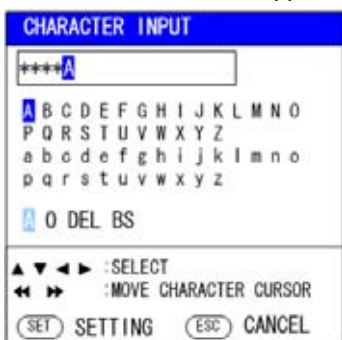 CHARACTER INPUT
****A
A B C D E F G H I J K L M N O
P Q R S T U V W X Y Z
a b c d e f g h i j k l m n o
p q r s t u v w x y z
A 0 DEL BS
▲ ▼ ◀ ▶ :SELECT
◀◀ ▶▶ :MOVE CHARACTER CURSOR
SET SETTING ESC CANCEL